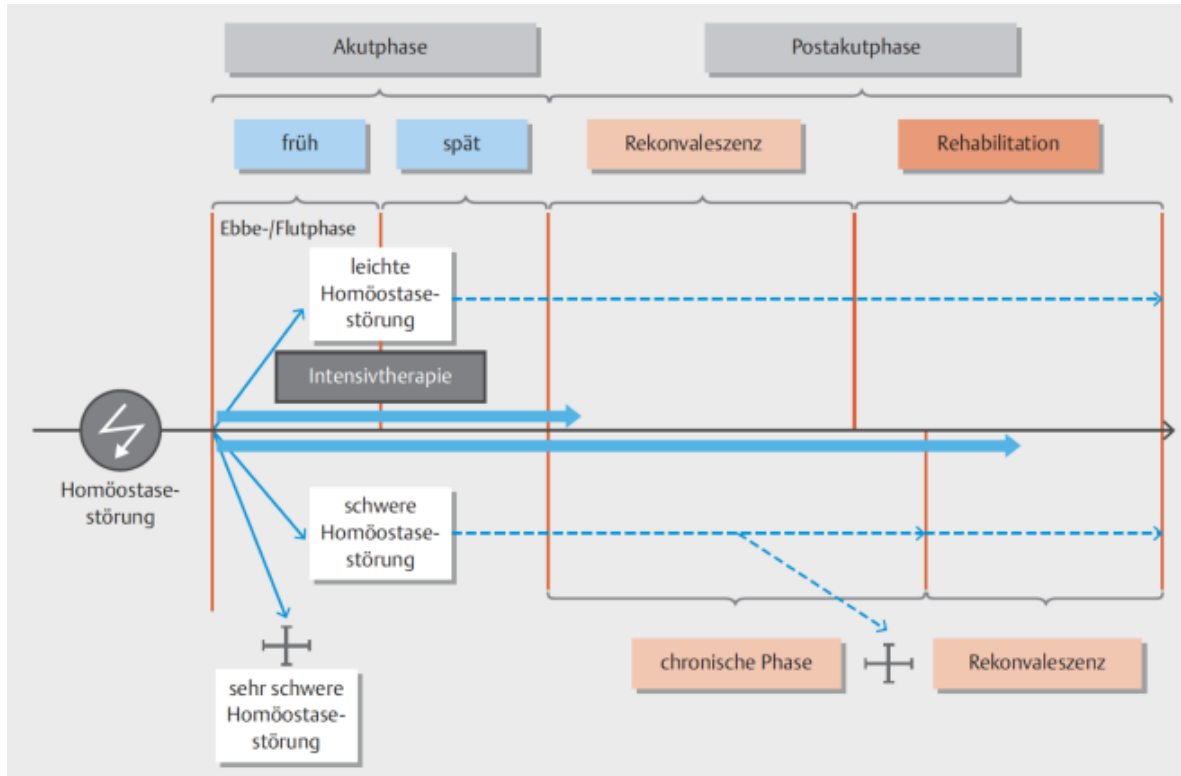 Akutphase
Postakutphase
früh
spät
Rekonvaleszenz
Rehabilitation
Ebbe-/Flutphase
leichte
Homöostase-
störung
Intensivtherapie
Homöostase-
störung
schwere
Homöostase-
störung
chronische Phase
Rekonvaleszenz
sehr schwere
Homöostase-
störung